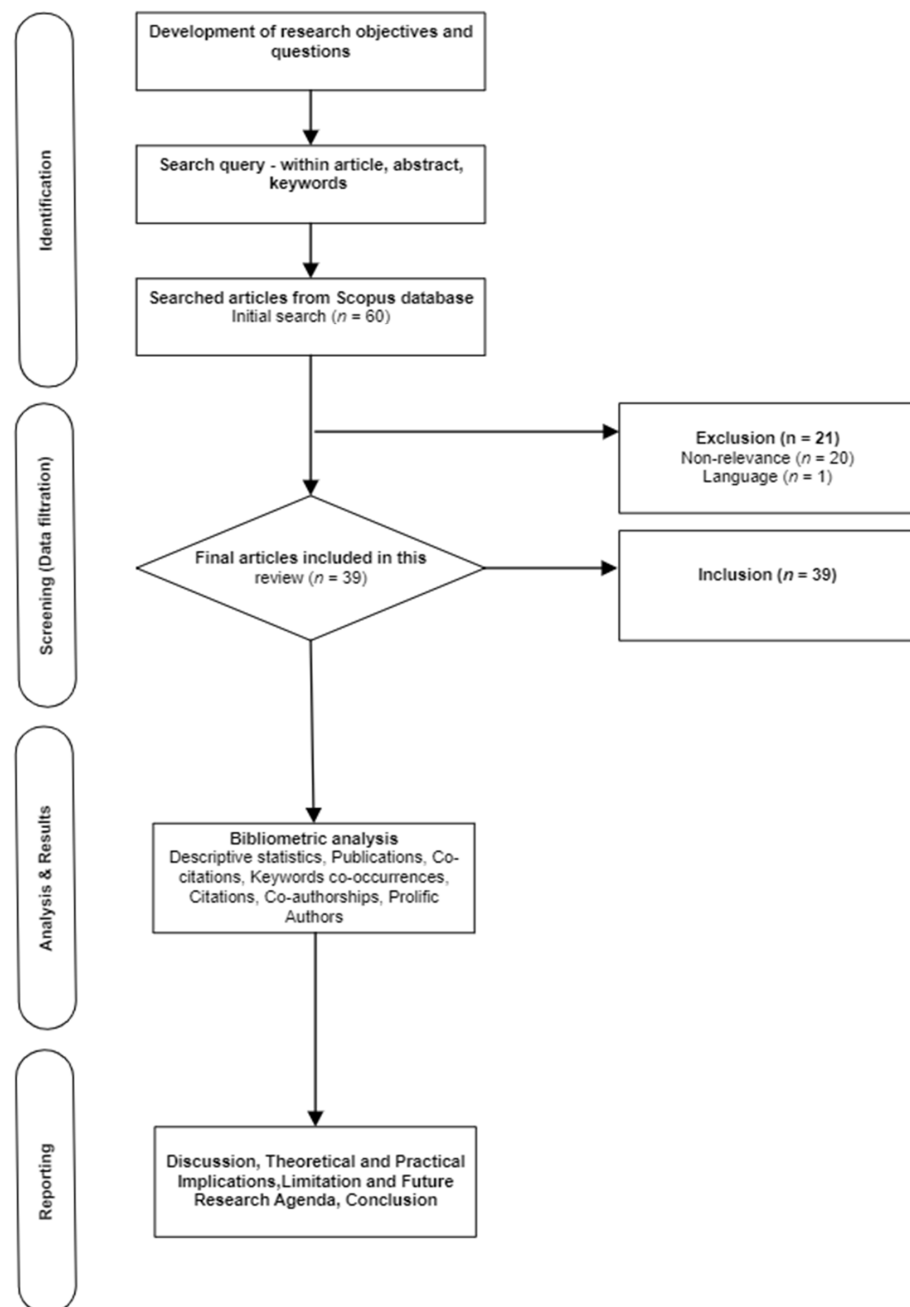 Identification
Development of research objectives and
questions
Search query - within article, abstract,
keywords
Searched articles from Scopus database
Initial search (n = 60)
Screening (Data filtration)
Exclusion (n = 21)
Non-relevance (n = 20)
Language (n = 1)
Final articles included in this
review (n = 39)
Inclusion (n = 39)
Analysis & Results
Bibliometric analysis
Descriptive statistics, Publications, Co-
citations, Keywords co-occurrences,
Citations, Co-authorships, Prolific
Authors
Reporting
Discussion, Theoretical and Practical
Implications,Limitation and Future
Research Agenda, Conclusion